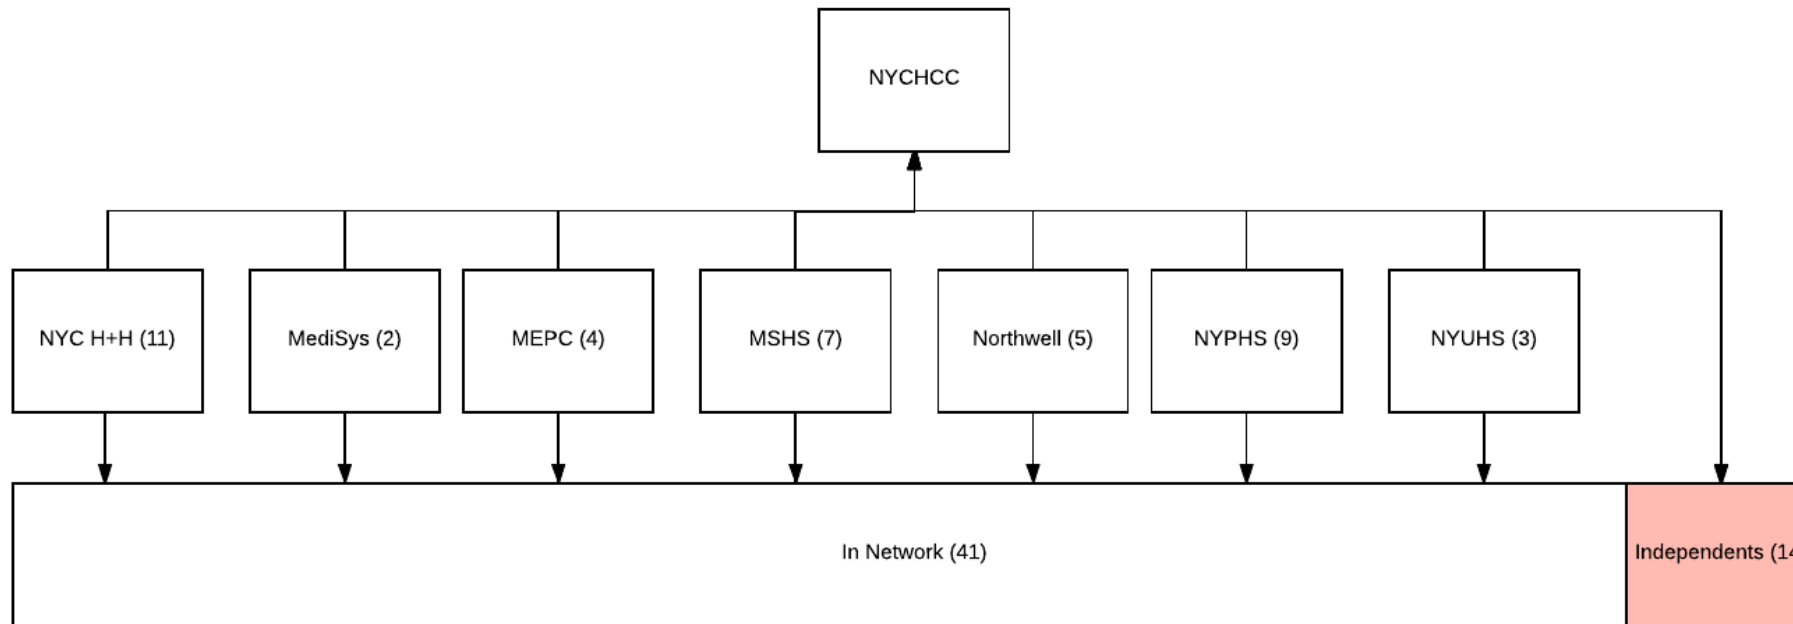 NYCHCC
NYC H+H (11)
MediSys (2)
MEPC (4)
MSHS (7)
Northwell (5)
NYPHS (9)
NYUHS (3)
In Network (41)
Independents (14